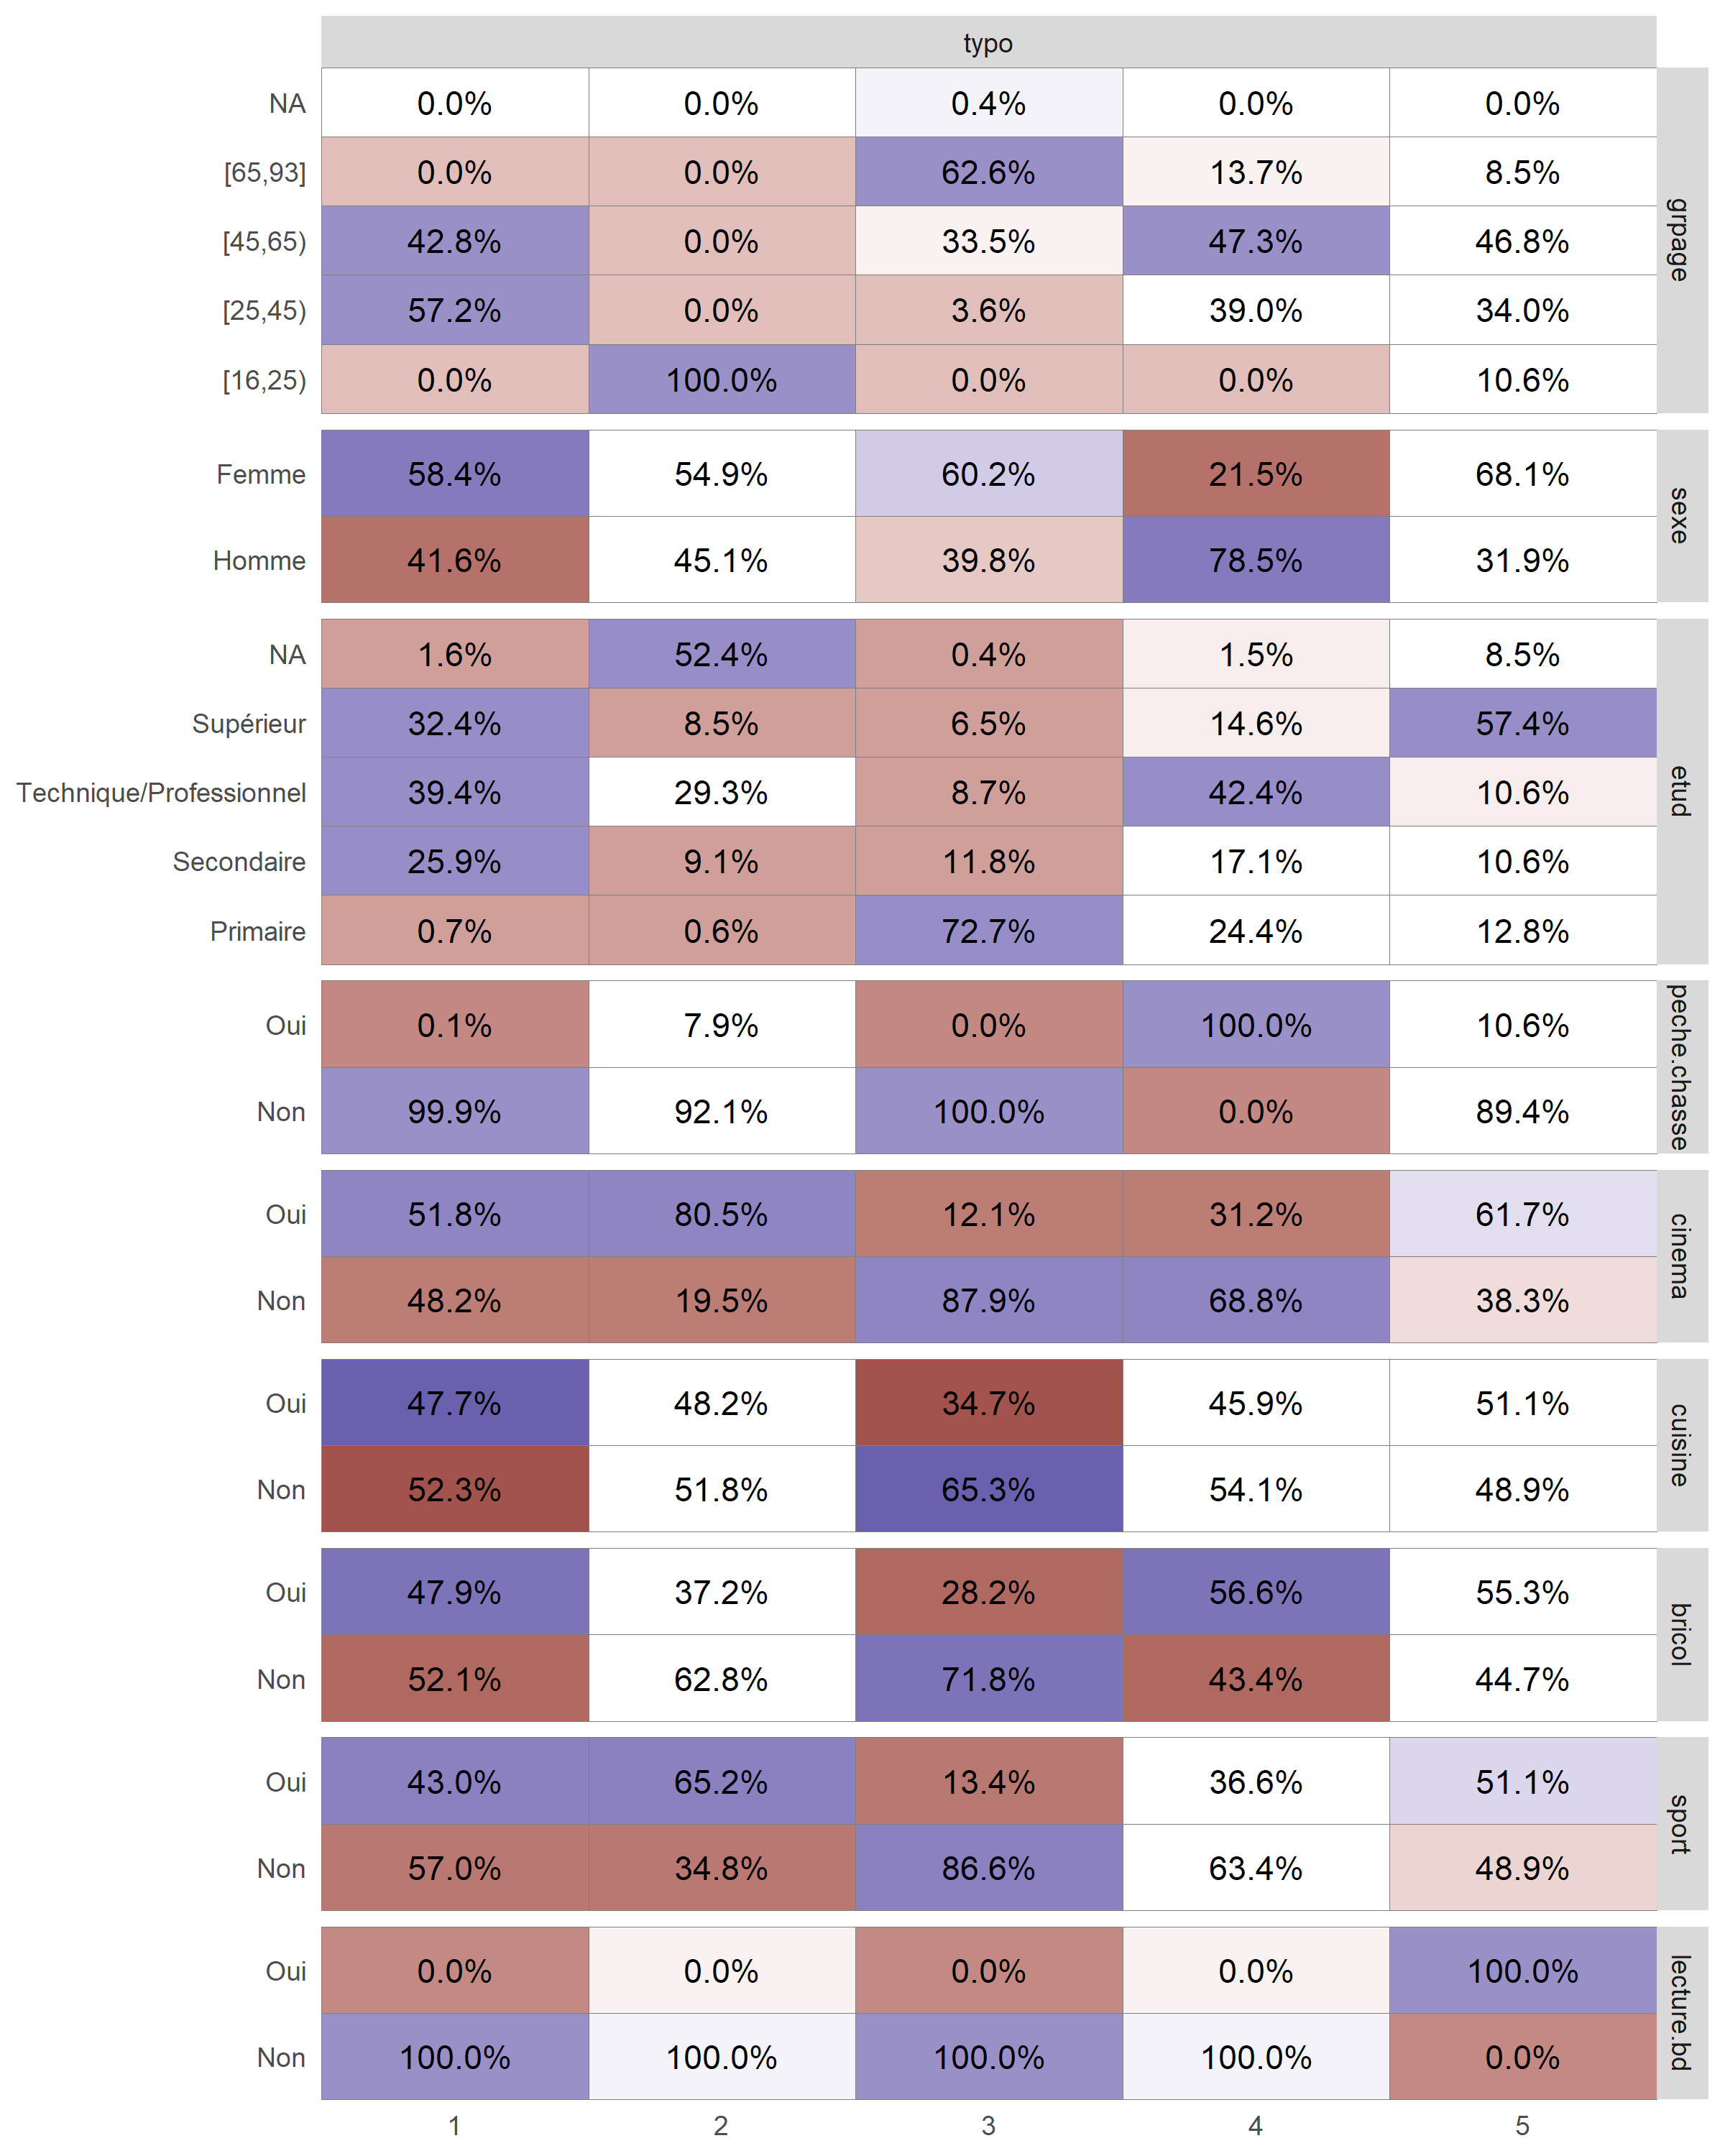 typo
NA 0.0% 0.0% 0.4% 0.0% 0.0%
[65,93] 0.0% 0.0% 62.6% 13.7% 8.5%
[45,65) 42.8% 0.0% 33.5% 47.3% 46.8%
[25,45) 57.2% 0.0% 3.6% 39.0% 34.0%
[16,25) 0.0% 100.0% 0.0% 0.0% 10.6%
grpage
Femme 58.4% 54.9% 60.2% 21.5% 68.1%
Homme 41.6% 45.1% 39.8% 78.5% 31.9%
sexe
NA 1.6% 52.4% 0.4% 1.5% 8.5%
Supérieur 32.4% 8.5% 6.5% 14.6% 57.4%
Technique/Professionnel 39.4% 29.3% 8.7% 42.4% 10.6%
Secondaire 25.9% 9.1% 11.8% 17.1% 10.6%
Primaire 0.7% 0.6% 72.7% 24.4% 12.8%
etud
Oui 0.1% 7.9% 0.0% 100.0% 10.6%
Non 99.9% 92.1% 100.0% 0.0% 89.4%
peche.chasse
Oui 51.8% 80.5% 12.1% 31.2% 61.7%
Non 48.2% 19.5% 87.9% 68.8% 38.3%
cinema
Oui 47.7% 48.2% 34.7% 45.9% 51.1%
Non 52.3% 51.8% 65.3% 54.1% 48.9%
cuisine
Oui 47.9% 37.2% 28.2% 56.6% 55.3%
Non 52.1% 62.8% 71.8% 43.4% 44.7%
bricol
Oui 43.0% 65.2% 13.4% 36.6% 51.1%
Non 57.0% 34.8% 86.6% 63.4% 48.9%
sport
Oui 0.0% 0.0% 0.0% 0.0% 100.0%
Non 100.0% 100.0% 100.0% 100.0% 0.0%
lecture.bd
1 2 3 4 5